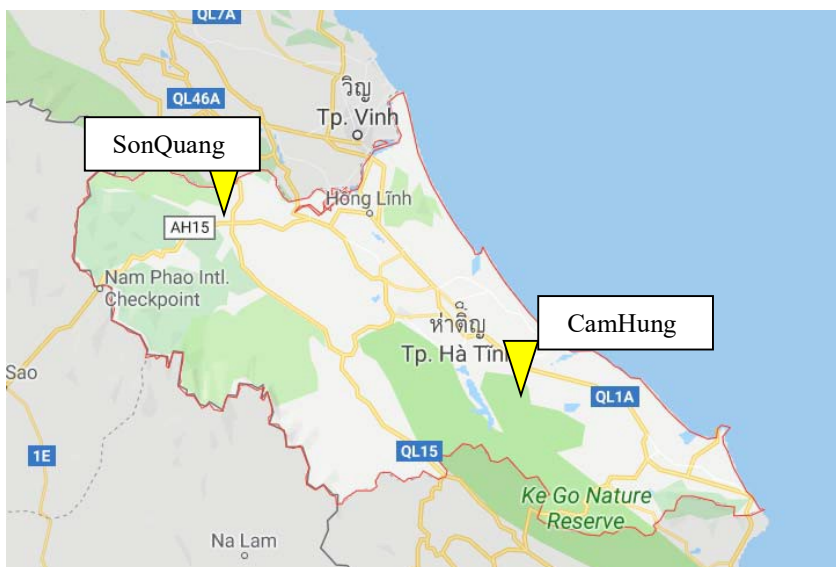 QL7A
QL46A
วิญ
Tp. Vinh
SonQuang
Hồng Lĩnh
AH15
Nam Phao Intl.
Checkpoint
ห่าติ๋ญ
CamHung
Tp. Hà Tĩnh
Sao
QL1A
1E
QL15
Ke Go Nature
Reserve
Na Lam